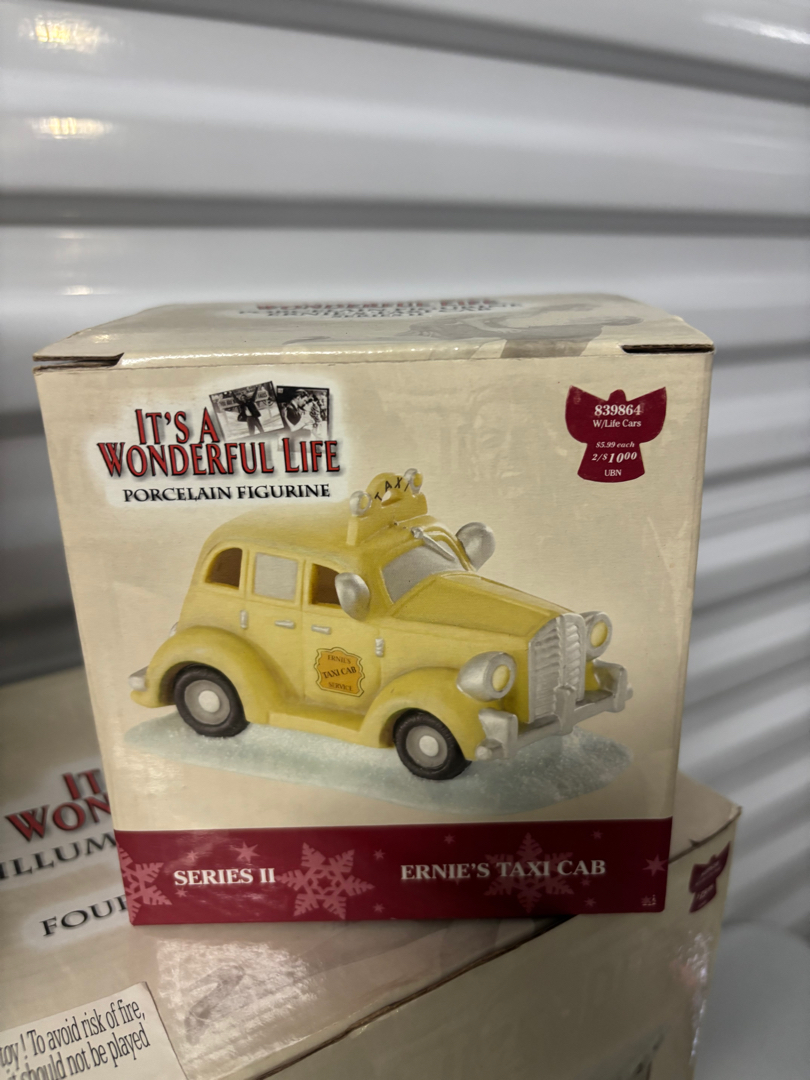 WONDERFUL LIFE
IT'S A
WONDERFUL LIFE
PORCELAIN FIGURINE
839864
W/Life Cars
$5.99 each
2/$1000
UBN
TAXI
ERNIE'S
TAXI CAB
SERVICE
SERIES II
ERNIE'S TAXI CAB
IT
WON
ILLUM
FOU
toy! To avoid risk of fire,
should not be played